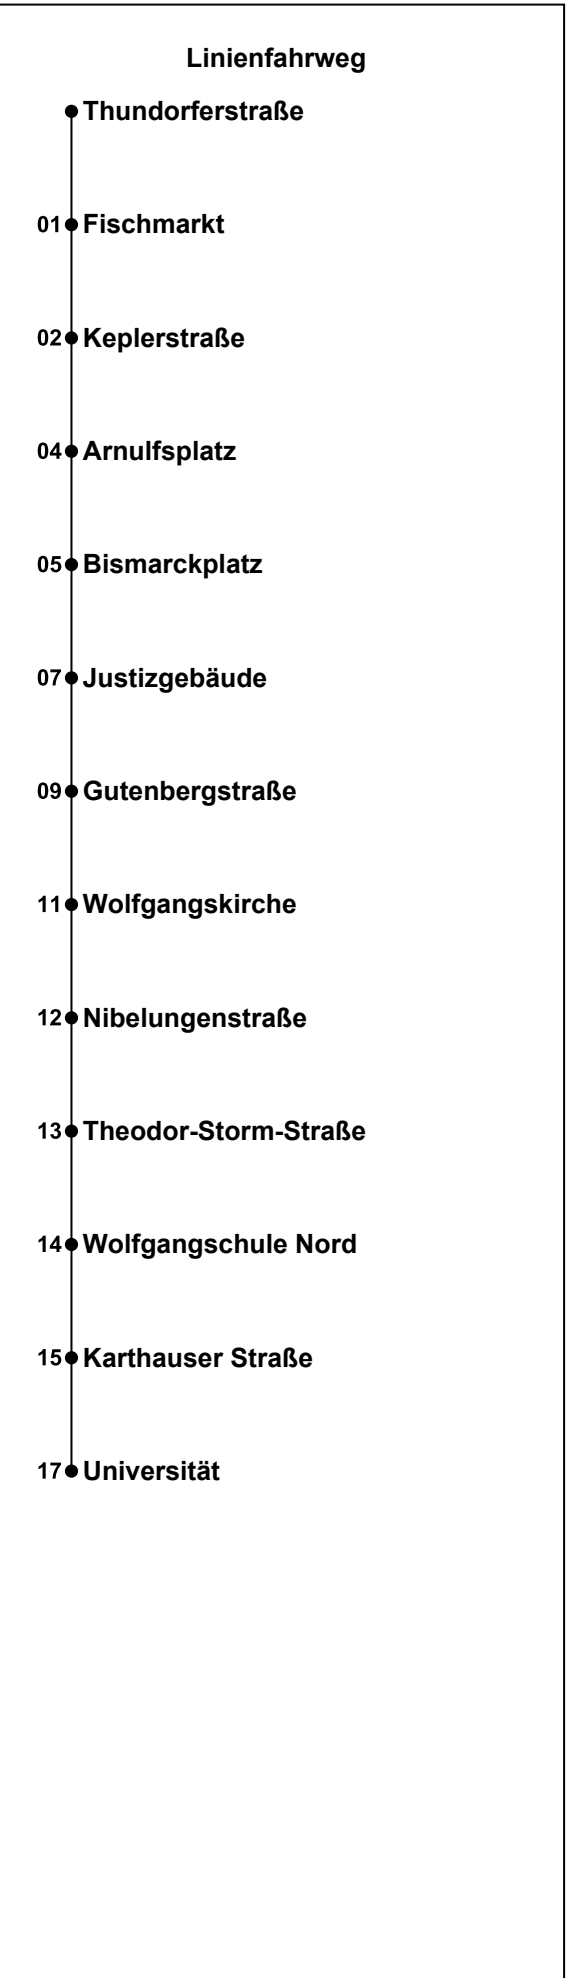 Linienfahrweg
Thundorferstraße
01 Fischmarkt
02 Keplerstraße
04 Arnulfsplatz
05 Bismarckplatz
07 Justizgebäude
09 Gutenbergstraße
11 Wolfgangskirche
12 Nibelungenstraße
13 Theodor-Storm-Straße
14 Wolfgangschule Nord
15 Karthauser Straße
17 Universität